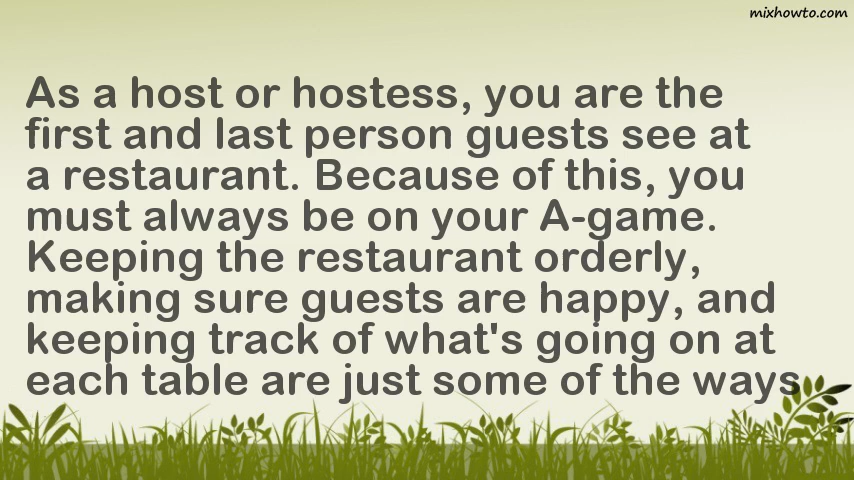 mixhowto.com
As a host or hostess, you are the
first and last person guests see at
a restaurant. Because of this, you
must always be on your A-game.
Keeping the restaurant orderly,
making sure guests are happy, and
keeping track of what's going on at
each table are just some of the ways